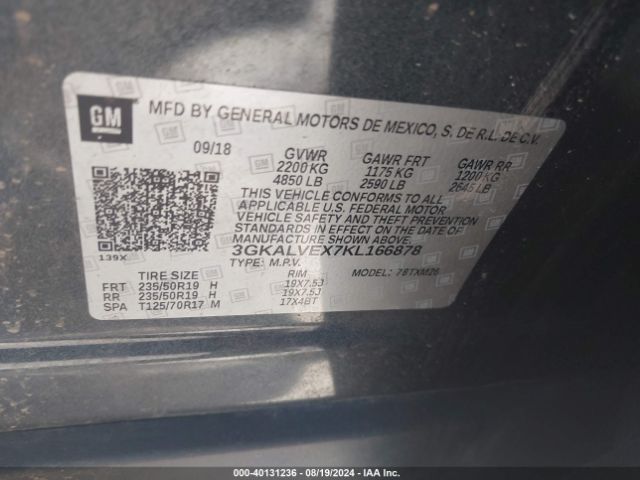 GM
MFD BY GENERAL MOTORS DE MEXICO, S. DE R.L. DE C.V.
09/18 GVWR GAWR FRT GAWR RR
2200 KG 1175 KG 1200 KG
4850 LB 2590 LB 2645 LB
THIS VEHICLE CONFORMS TO ALL
APPLICABLE U.S. FEDERAL MOTOR
VEHICLE SAFETY AND THEFT
PREVENTION STANDARDS IN EFFECT ON
THE DATE OF MANUFACTURE SHOWN ABOVE.
139X 3GKALVEX7KL166878
TYPE: M.P.V. MODEL: 78TXM26
TIRE SIZE RIM
FRT 235/50R19 H 19X7.5J
RR 235/50R19 H 19X7.5J
SPA T125/70R17 M 17X4BT
000-40131236 - 08/19/2024 - IAA Inc.